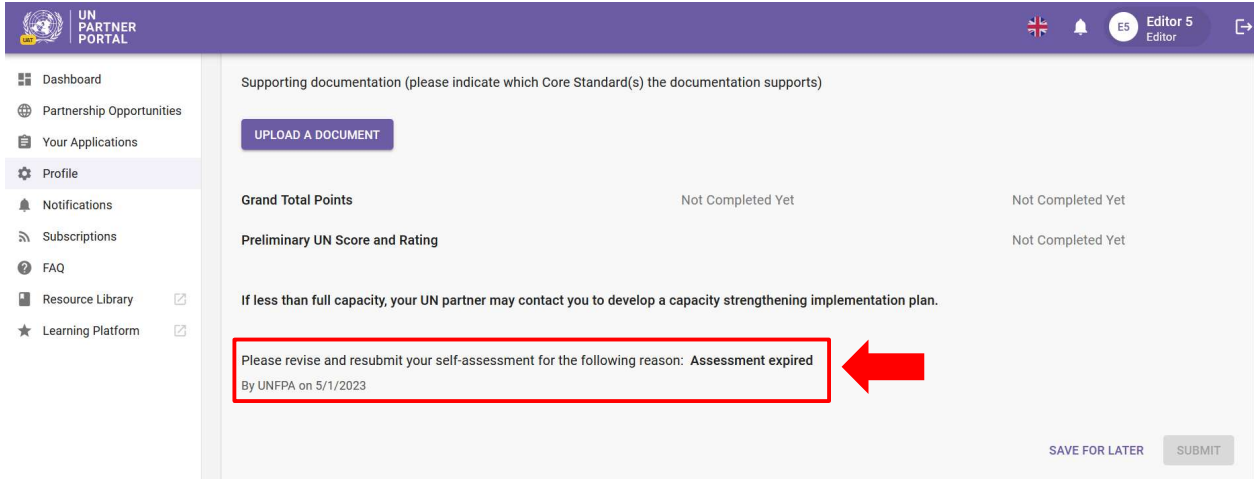 UN
PARTNER
PORTAL
UAT
E5
Editor 5
Editor
Dashboard
Partnership Opportunities
Your Applications
Profile
Notifications
Subscriptions
FAQ
Resource Library
Learning Platform
Supporting documentation (please indicate which Core Standard(s) the documentation supports)
UPLOAD A DOCUMENT
Grand Total Points Not Completed Yet Not Completed Yet
Preliminary UN Score and Rating Not Completed Yet
If less than full capacity, your UN partner may contact you to develop a capacity strengthening implementation plan.
Please revise and resubmit your self-assessment for the following reason: Assessment expired
By UNFPA on 5/1/2023
SAVE FOR LATER SUBMIT